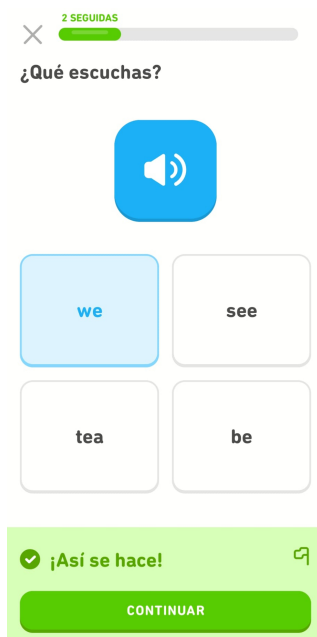 2 SEGUIDAS
¿Qué escuchas?
we
see
tea
be
¡Así se hace!
CONTINUAR